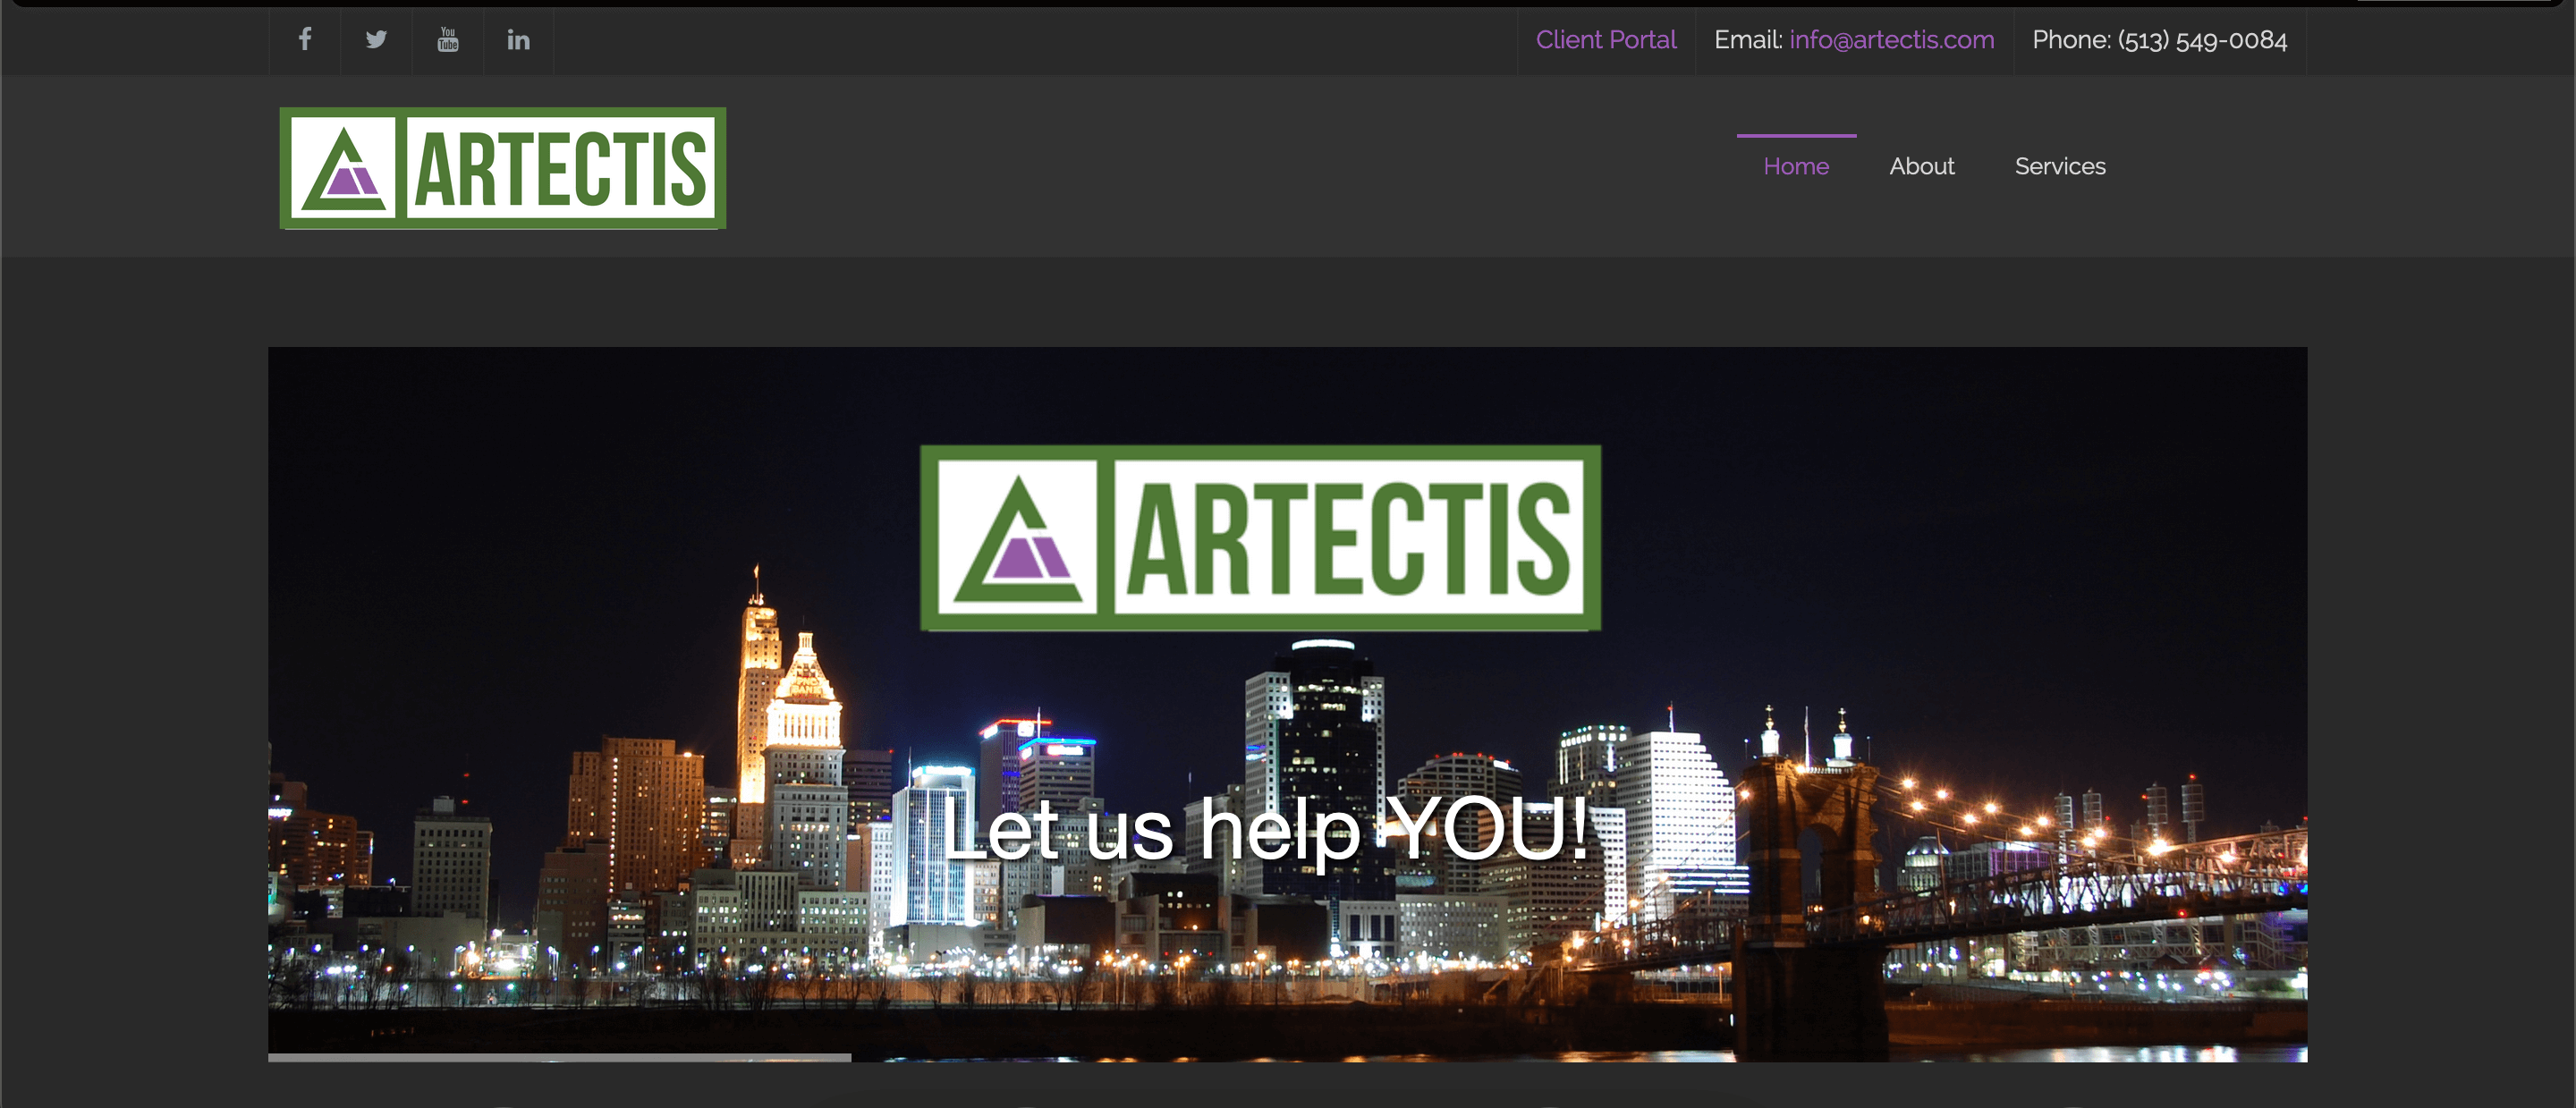 You Tube
Client Portal
Email: info@artectis.com
Phone: (513) 549-0084
ARTECTIS
Home
About
Services
ARTECTIS
Let us help YOU!